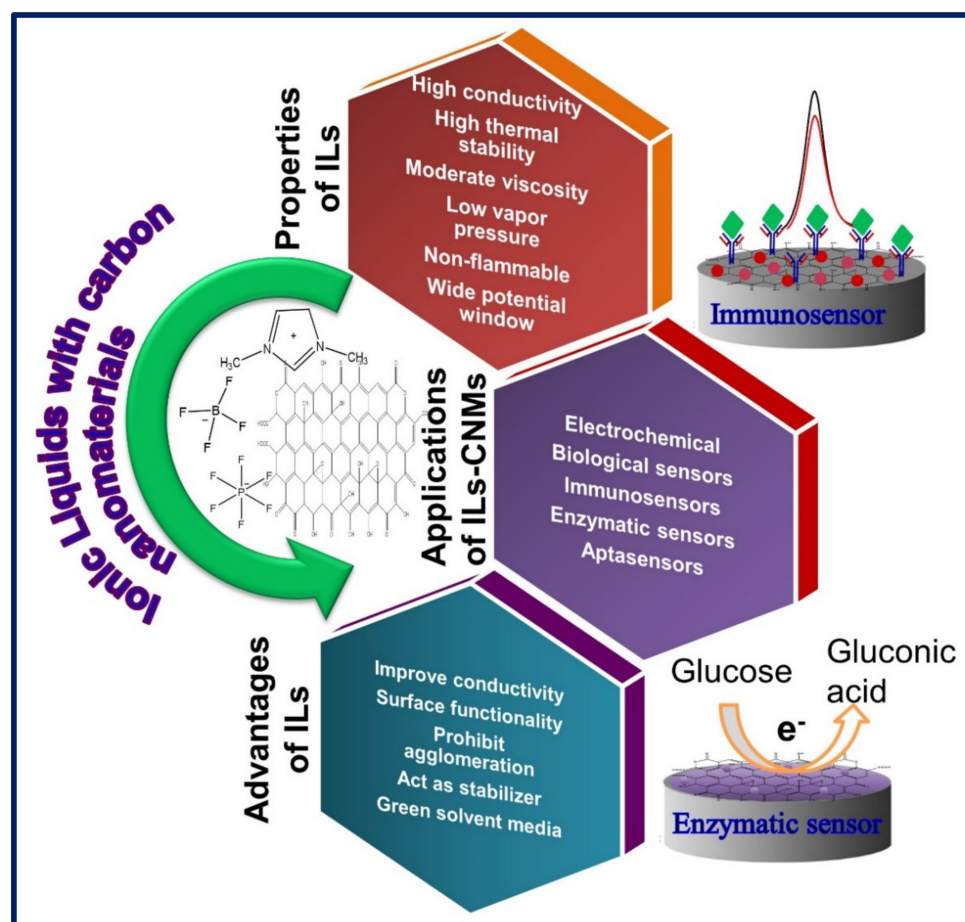 Ionic Liquids with carbon
nanomaterials
Properties
of ILs
High conductivity
High thermal
stability
Moderate viscosity
Low vapor
pressure
Non-flammable
Wide potential
window
Immunosensor
+
N
N
H₃C
CH₃
F
F
B
F
F
-
F
F
F
P
F
F
F
-
Applications
of ILs-CNMs
Electrochemical
Biological sensors
Immunosensors
Enzymatic sensors
Aptasensors
Advantages
of ILs
Improve conductivity
Surface functionality
Prohibit
agglomeration
Act as stabilizer
Green solvent media
Glucose
Gluconic
acid
e-
Enzymatic sensor